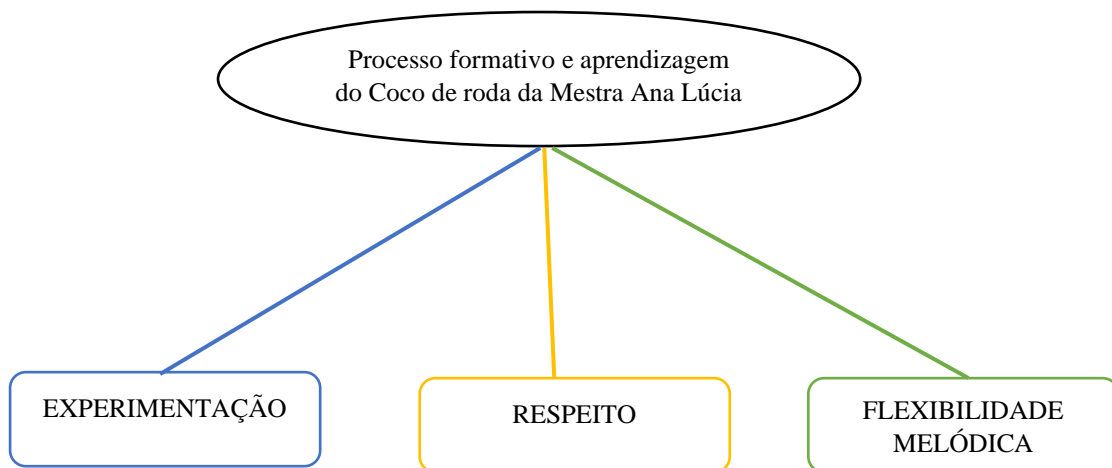 Processo formativo e aprendizagem
do Coco de roda da Mestra Ana Lúcia
EXPERIMENTAÇÃO
RESPEITO
FLEXIBILIDADE
MELÓDICA